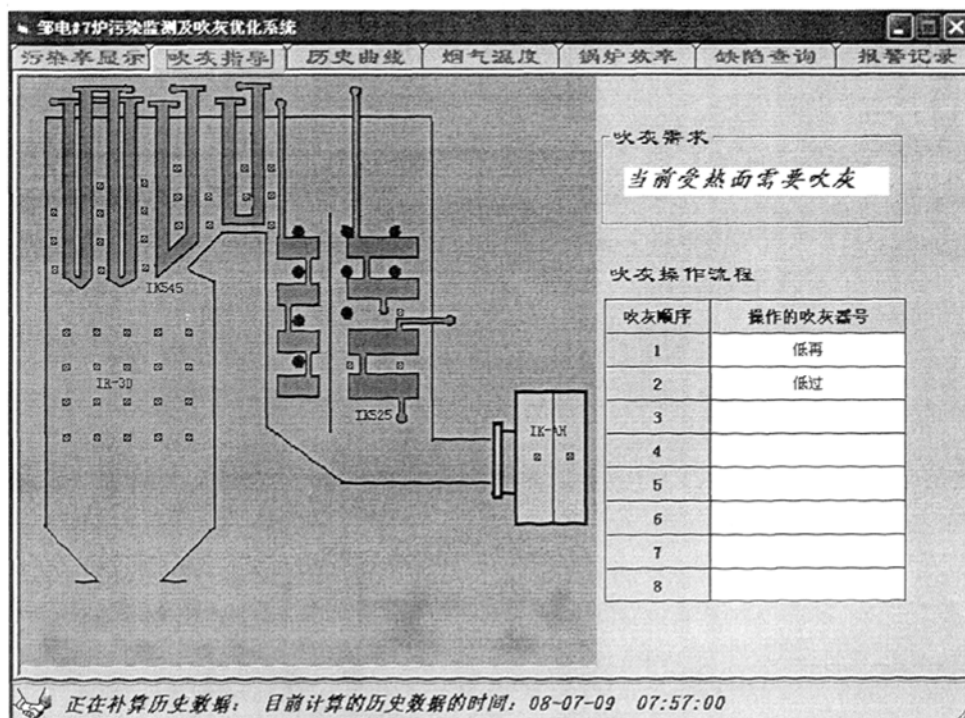 邹电#7炉污染监测及吹灰优化系统
污染率显示 吹灰指导 历史曲线 烟气温度 锅炉效率 缺陷查询 报警记录
吹灰需求
当前受热面需要吹灰
IK545
IR-3D
IK525
IK-AH
吹灰操作流程
吹灰顺序 操作的吹灰器号
1 低再
2 低过
3
4
5
6
7
8
正在补算历史数据: 目前计算的历史数据的时间: 08-07-09 07:57:00